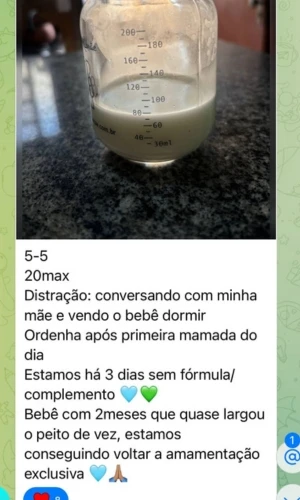 200
180
160
140
120
100
80
60
40
30ml
om.br
5-5
20max
Distração: conversando com minha
mãe e vendo o bebê dormir
Ordenha após primeira mamada do
dia
Estamos há 3 dias sem fórmula/
complemento 🩵💚
Bebê com 2meses que quase largou
o peito de vez, estamos
conseguindo voltar a amamentação
exclusiva 🩵🙏🏽
1
@